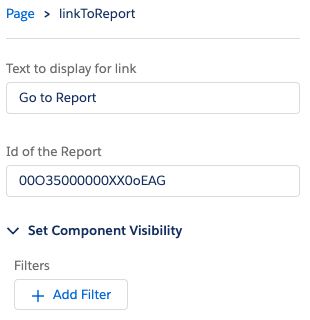 Page > linkToReport
Text to display for link
Go to Report
Id of the Report
00O35000000XX0oEAG
Set Component Visibility
Filters
+ Add Filter